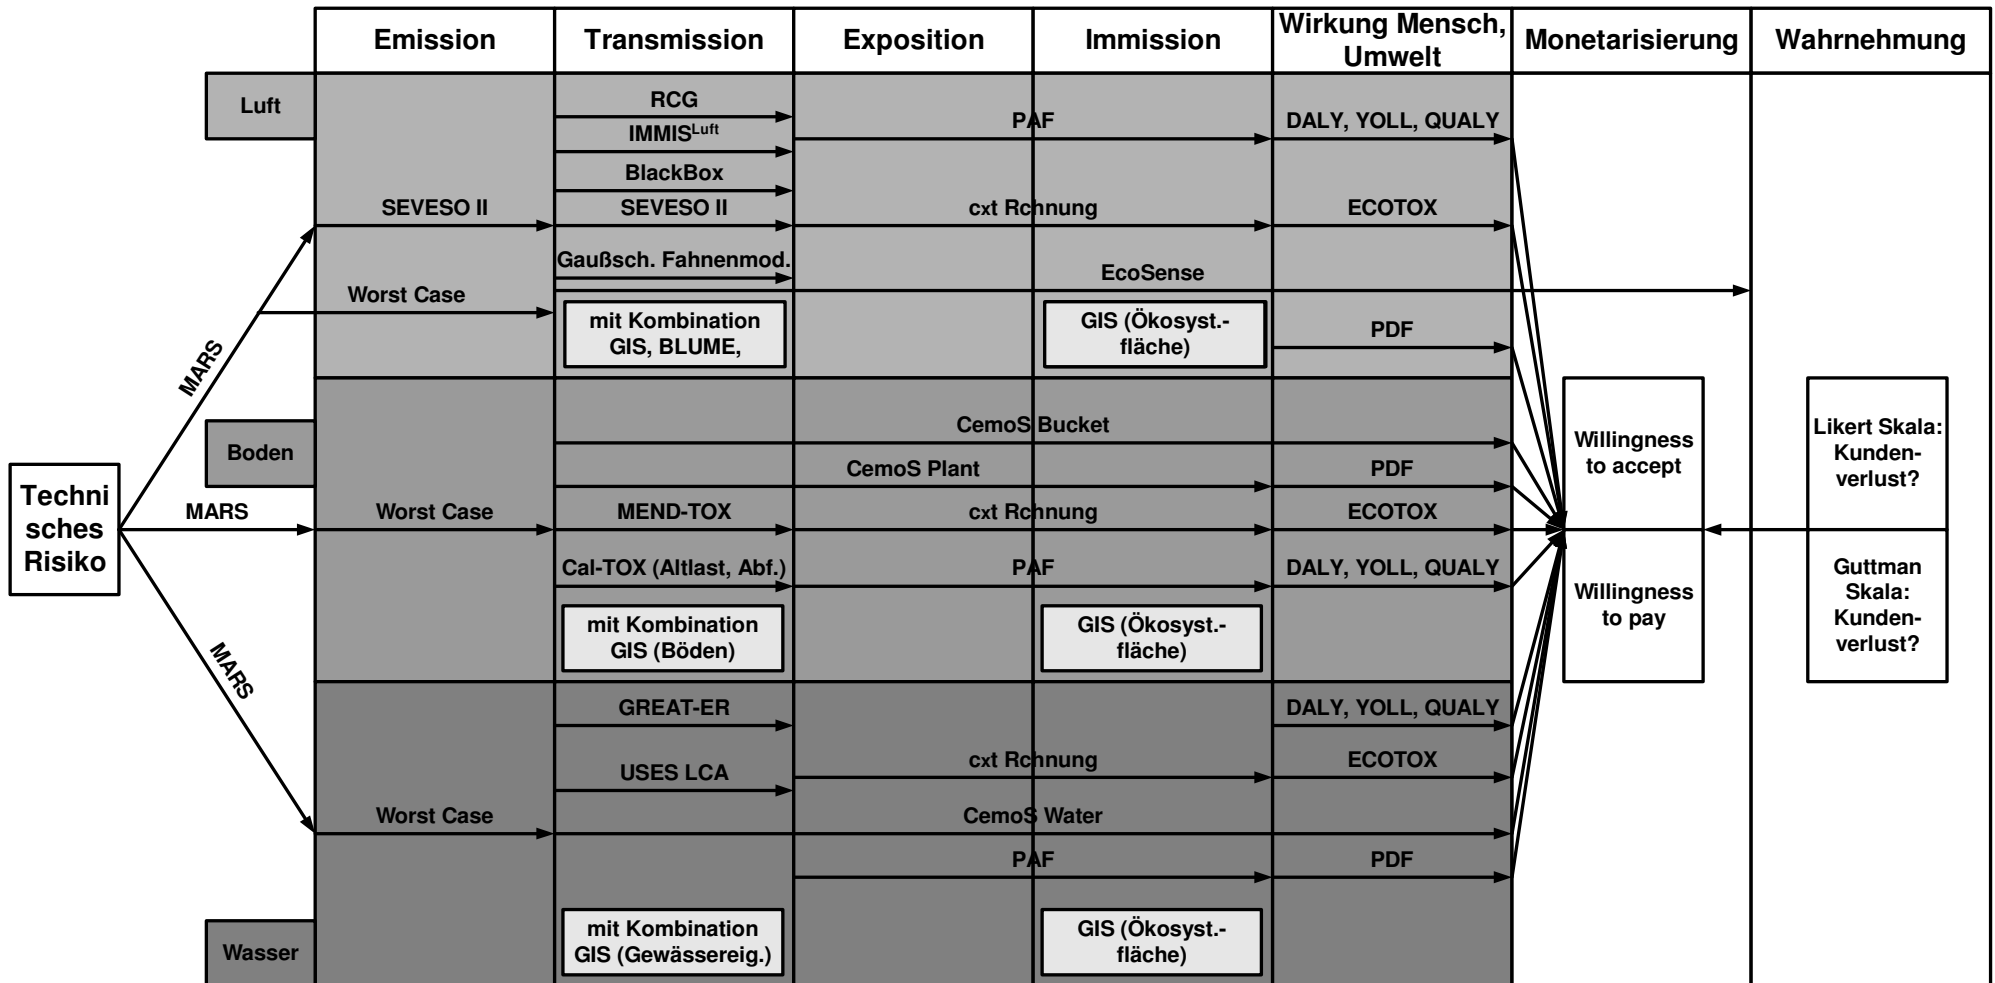 Emission
Transmission
Exposition
Immission
Wirkung Mensch,
Umwelt
Monetarisierung
Wahrnehmung
Luft
RCG
IMMISLuft
PAF
DALY, YOLL, QUALY
BlackBox
SEVESO II
SEVESO II
cxt Rchnung
ECOTOX
Gaußsch. Fahnenmod.
EcoSense
Worst Case
mit Kombination
GIS, BLUME,
GIS (Ökosyst.-
fläche)
PDF
MARS
Boden
CemoS Bucket
CemoS Plant
PDF
Techni
sches
Risiko
MARS
Worst Case
MEND-TOX
cxt Rchnung
ECOTOX
Cal-TOX (Altlast, Abf.)
PAF
DALY, YOLL, QUALY
mit Kombination
GIS (Böden)
GIS (Ökosyst.-
fläche)
Willingness
to accept
Willingness
to pay
Likert Skala:
Kunden-
verlust?
Guttman
Skala:
Kunden-
verlust?
MARS
GREAT-ER
DALY, YOLL, QUALY
USES LCA
cxt Rchnung
ECOTOX
Worst Case
CemoS Water
PAF
PDF
Wasser
mit Kombination
GIS (Gewässereig.)
GIS (Ökosyst.-
fläche)